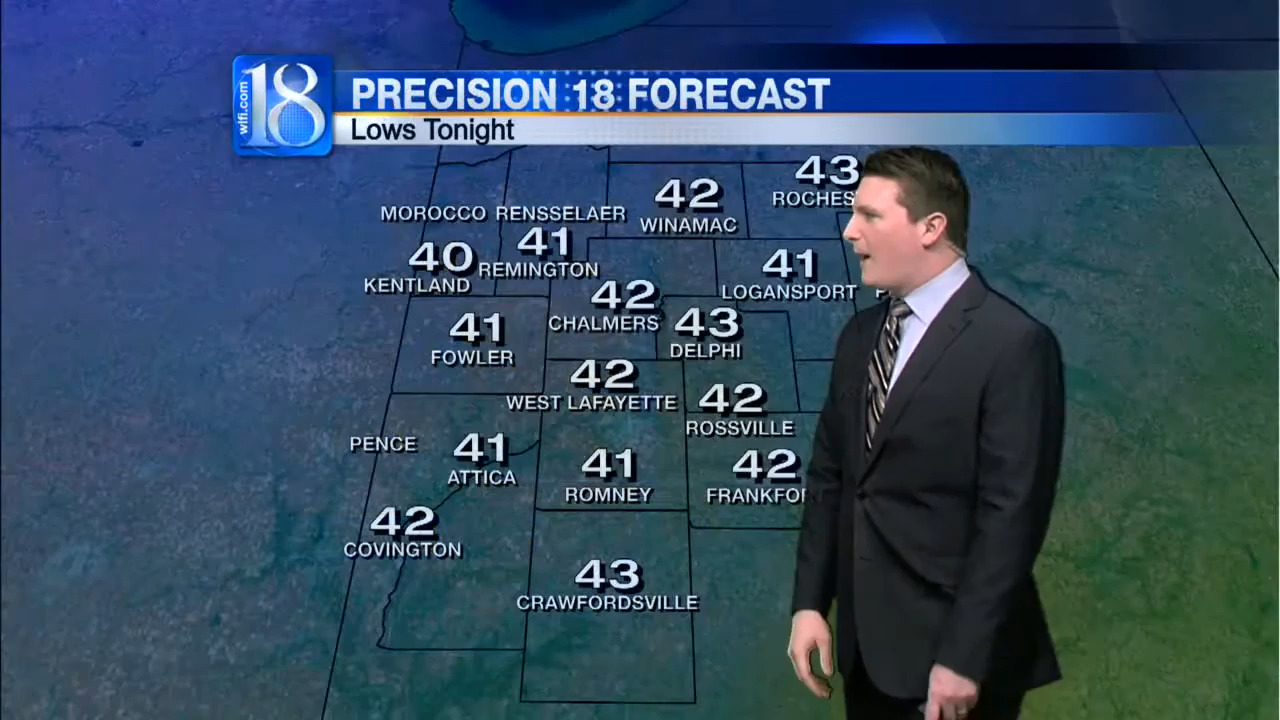 wlfi.com
18
PRECISION 18 FORECAST
Lows Tonight
43
42
MOROCCO RENSSELAER
WINAMAC
40
41
41
KENTLAND
REMINGTON
LOGANSPORT
42
CHALMERS
41
43
FOWLER
DELPHI
42
WEST LAFAYETTE
42
ROSSVILLE
PENCE
41
ATTICA
41
ROMNEY
42
42
COVINGTON
43
CRAWFORDSVILLE